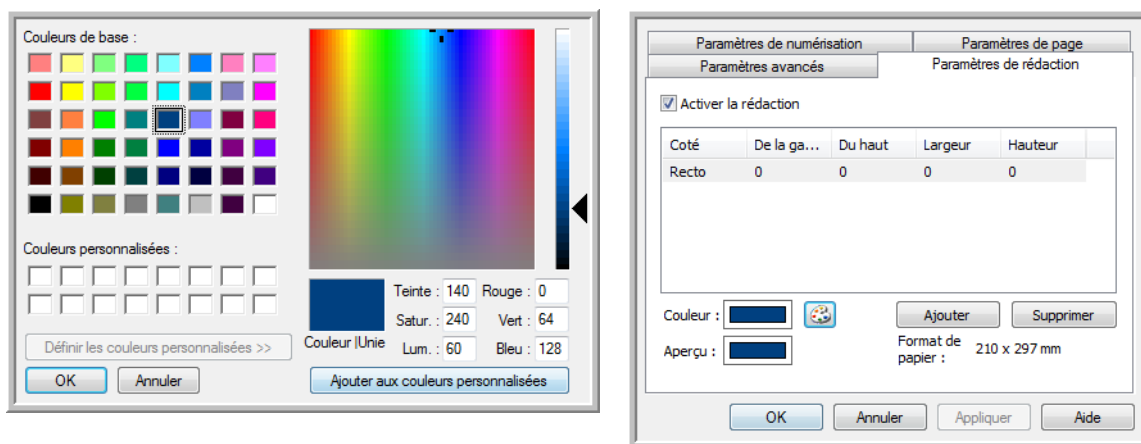 Couleurs de base :
Couleurs personnalisées :
Teinte : 140 Rouge : 0
Satur. : 240 Vert : 64
Couleur |Unie Lum. : 60 Bleu : 128
Définir les couleurs personnalisées >>
OK Annuler Ajouter aux couleurs personnalisées
Paramètres de numérisation Paramètres de page
Paramètres avancés Paramètres de rédaction
Activer la rédaction
Coté De la ga... Du haut Largeur Hauteur
Recto 0 0 0 0
Couleur : Ajouter Supprimer
Aperçu : Format de papier : 210 x 297 mm
OK Annuler Appliquer Aide